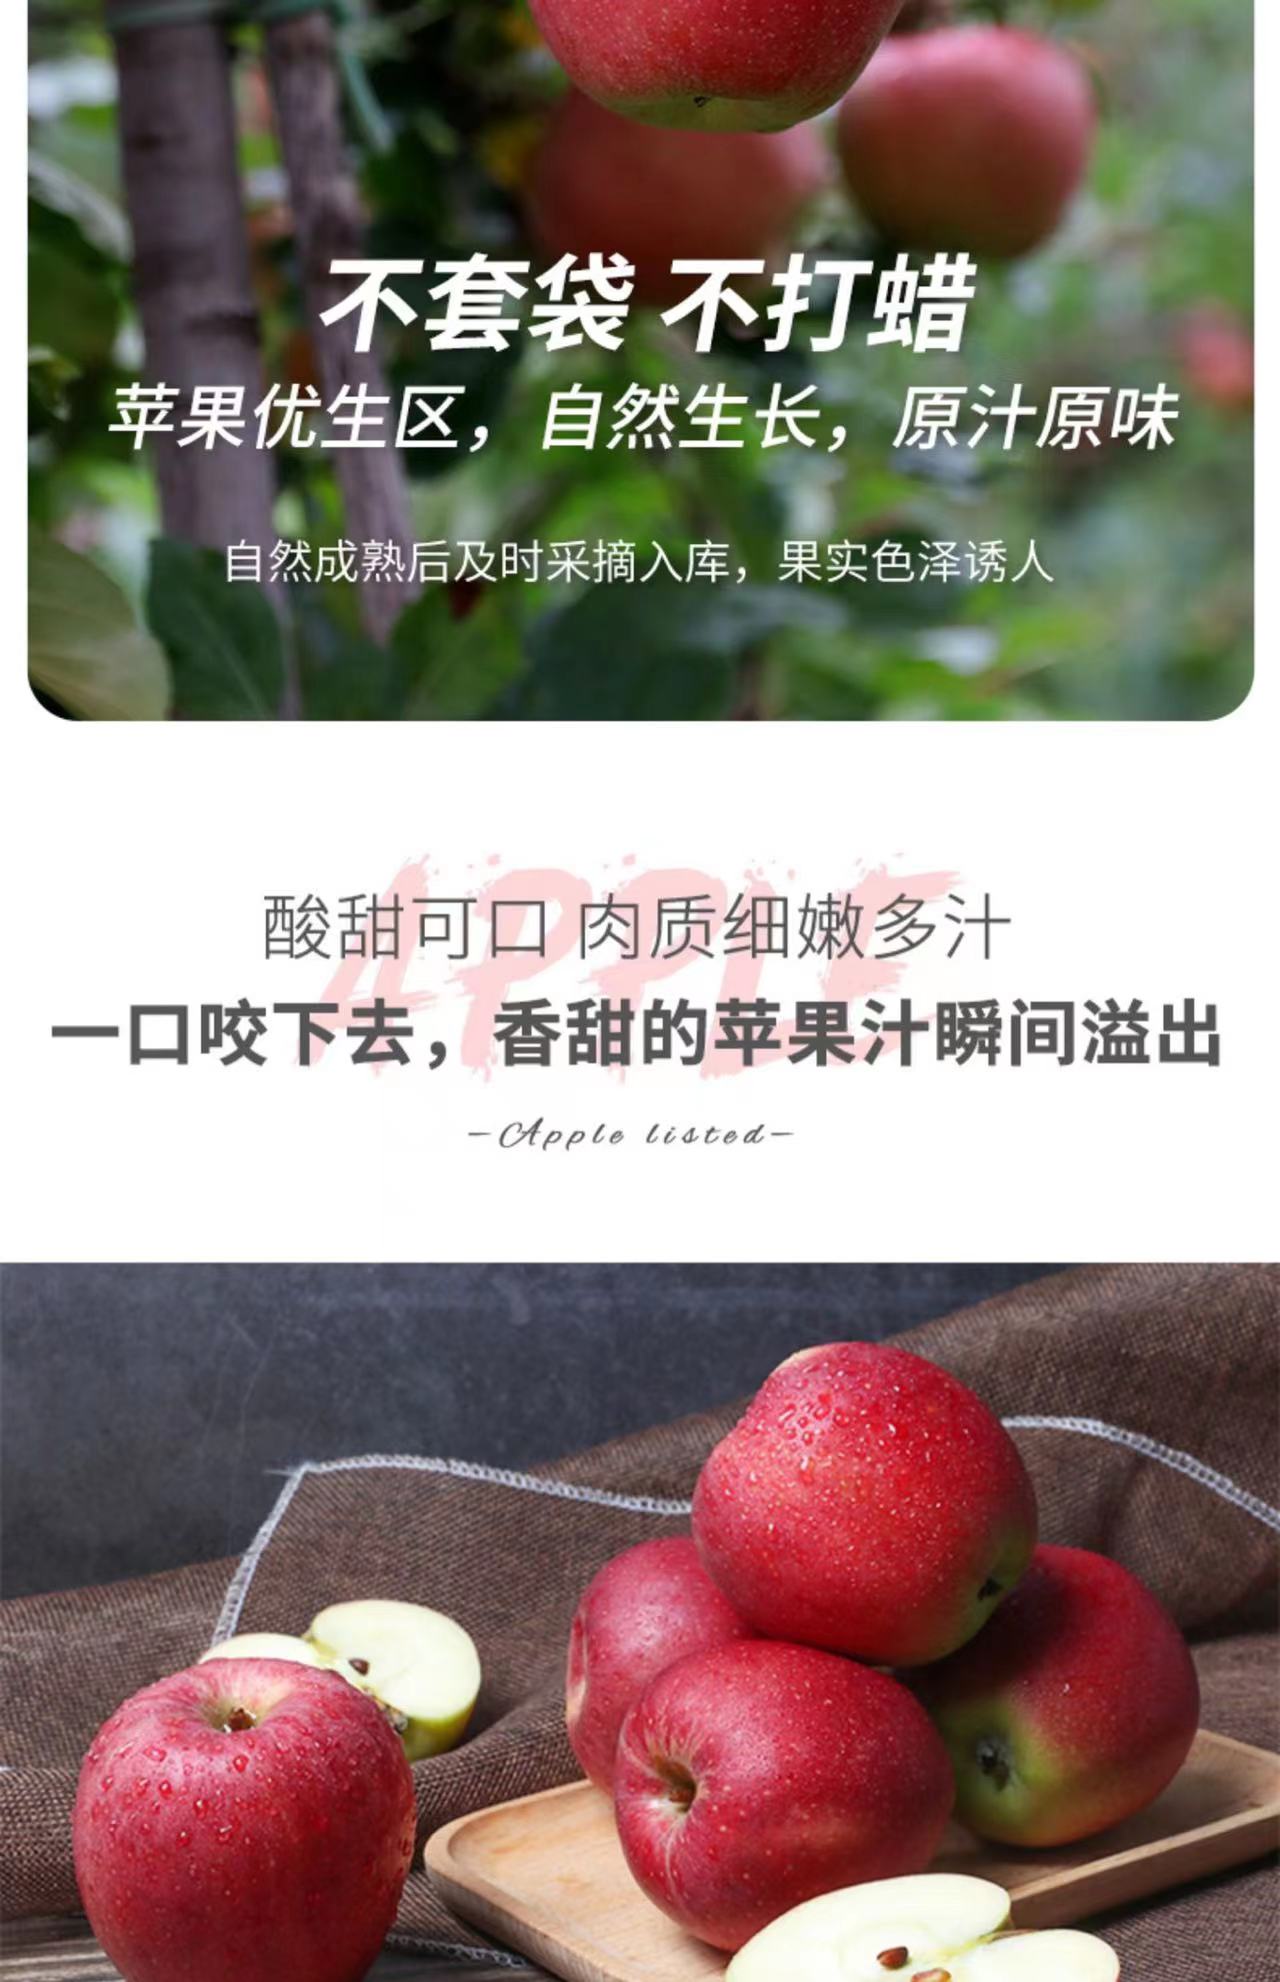 不套袋 不打蜡
苹果优生区，自然生长，原汁原味
自然成熟后及时采摘入库，果实色泽诱人
APPLE
酸甜可口 肉质细嫩多汁
一口咬下去，香甜的苹果汁瞬间溢出
-Apple listed-